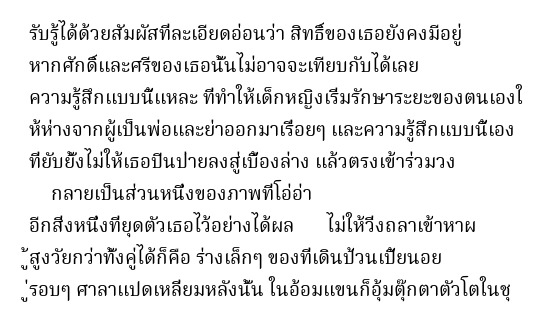 รับรู้ได้ด้วยสัมผัสที่ละเอียดอ่อนว่า สิทธิ์ของเธอยังคงมีอยู่
หากศักดิ์และศรีของเธอนั้นไม่อาจจะเทียบกับได้เลย
ความรู้สึกแบบนี้แหละ ที่ทำให้เด็กหญิงเริ่มรักษาระยะของตนเองใ
ห้ห่างจากผู้เป็นพ่อและย่าออกมาเรื่อยๆ และความรู้สึกแบบนี้เอง
ที่ยับยั้งไม่ให้เธอปีนป่ายลงสู่เบื้องล่าง แล้วตรงเข้าร่วมวง
กลายเป็นส่วนหนึ่งของภาพที่โอ่อ่า
อีกสิ่งหนึ่งที่ยุดตัวเธอไว้อย่างได้ผล ไม่ให้วิ่งถลาเข้าหาผ
ู้สูงวัยกว่าทั้งคู่ได้ก็คือ ร่างเล็กๆ ของที่เดินป้วนเปี้ยนอย
ู่รอบๆ ศาลาแปดเหลี่ยมหลังนั้น ในอ้อมแขนก็อุ้มตุ๊กตาตัวโตในชุ